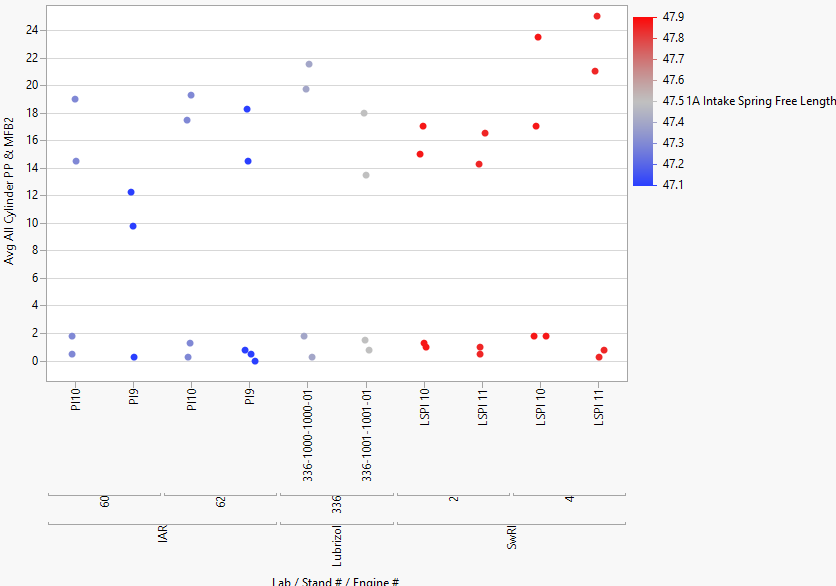 Avg All Cylinder PP & MFB2
24
22
20
18
16
14
12
10
8
6
4
2
0
PI10
PI9
PI10
PI9
336-1000-1000-01
336-1001-1001-01
LSPI 10
LSPI 11
LSPI 10
LSPI 11
60
62
336
2
4
IAR
Lubrizol
SwRI
Lab / Stand # / Engine #
47.9
47.8
47.7
47.6
47.5 1A Intake Spring Free Length
47.4
47.3
47.2
47.1